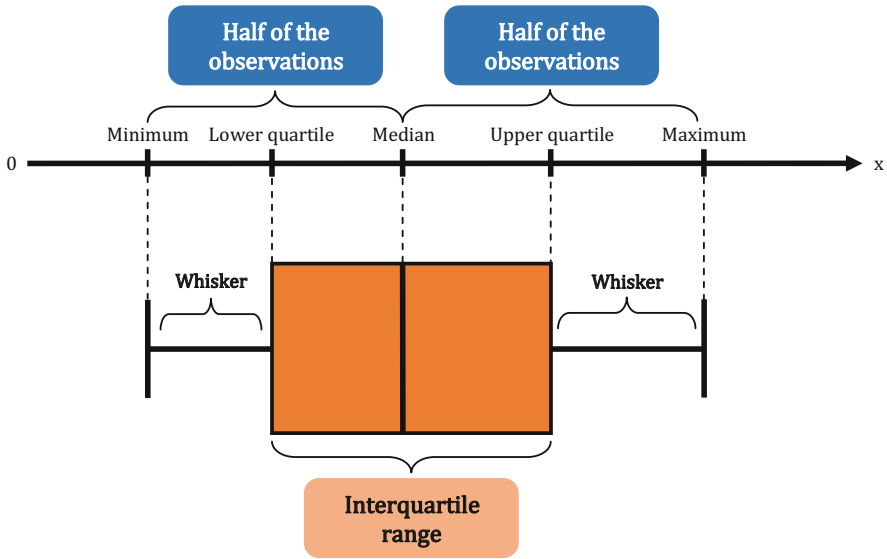 Half of the
observations
Half of the
observations
Minimum Lower quartile Median Upper quartile Maximum
0 x
Whisker Whisker
Interquartile
range